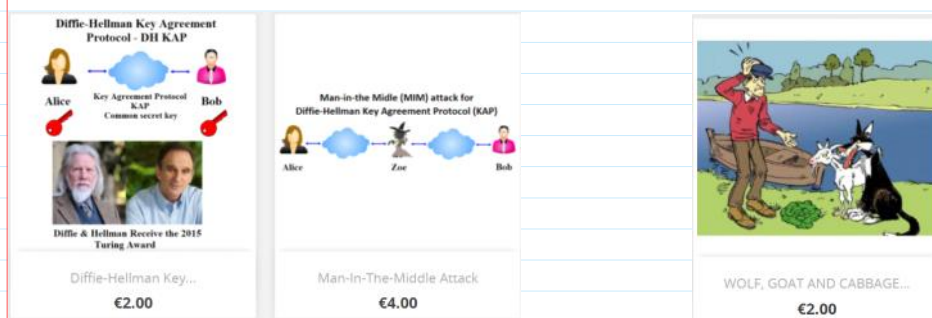 Diffie-Hellman Key Agreement
Protocol - DH KAP
Alice
Key Agreement Protocol
KAP
Common secret key
Bob
Diffie & Hellman Receive the 2015
Turing Award
Diffie-Hellman Key...
€2.00
Man-in-the Midle (MIM) attack for
Diffie-Hellman Key Agreement Protocol (KAP)
Alice
Zoe
Bob
Man-In-The-Middle Attack
€4.00
WOLF, GOAT AND CABBAGE...
€2.00